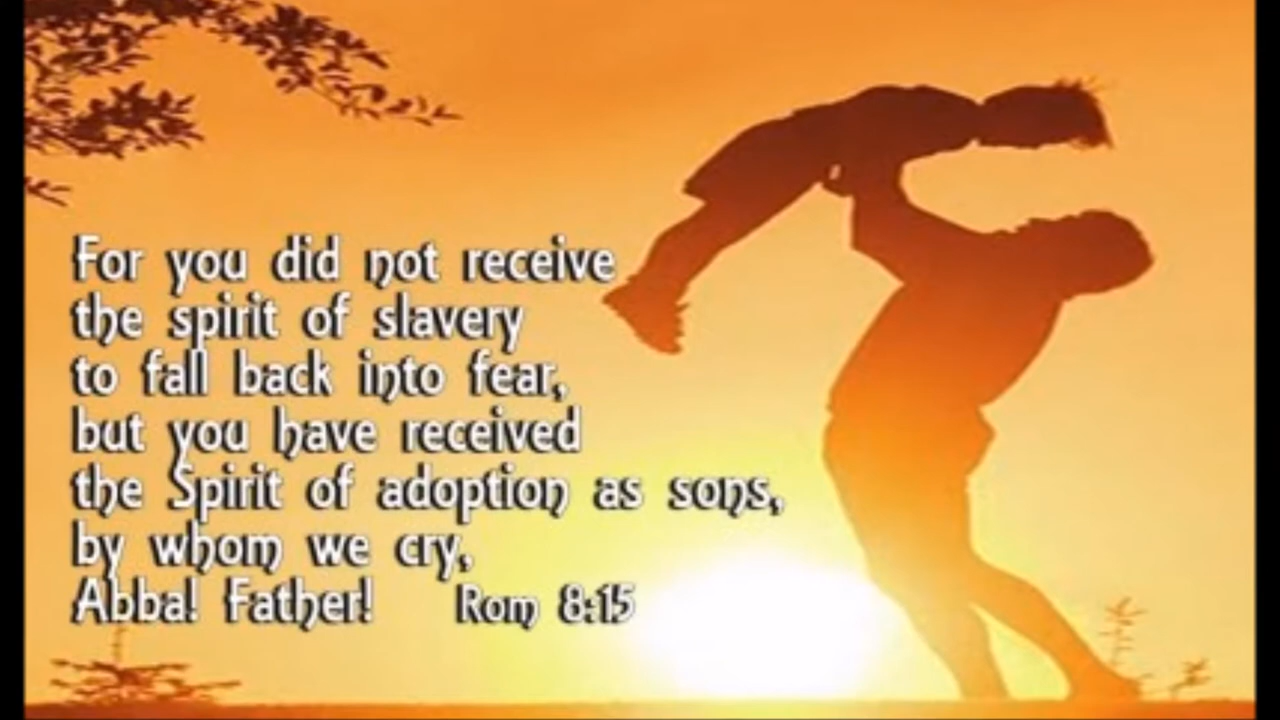 For you did not receive
the spirit of slavery
to fall back into fear,
but you have received
the Spirit of adoption as sons,
by whom we cry,
Abba! Father! Rom 8:15